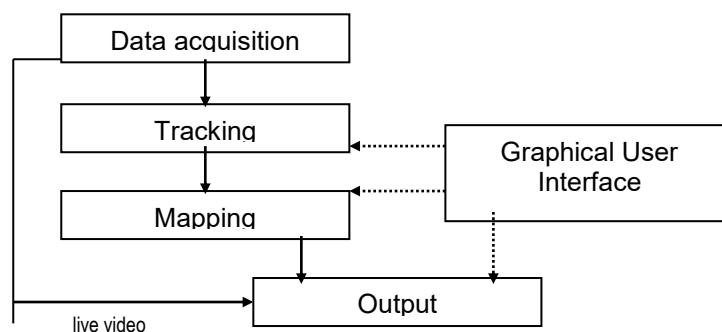 Data acquisition
Tracking
Graphical User
Interface
Mapping
Output
live video